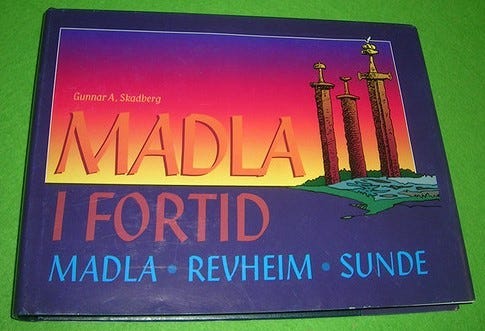 Gunnar A. Skadberg
MADLA
I FORTID
MADLA • REVHEIM • SUNDE